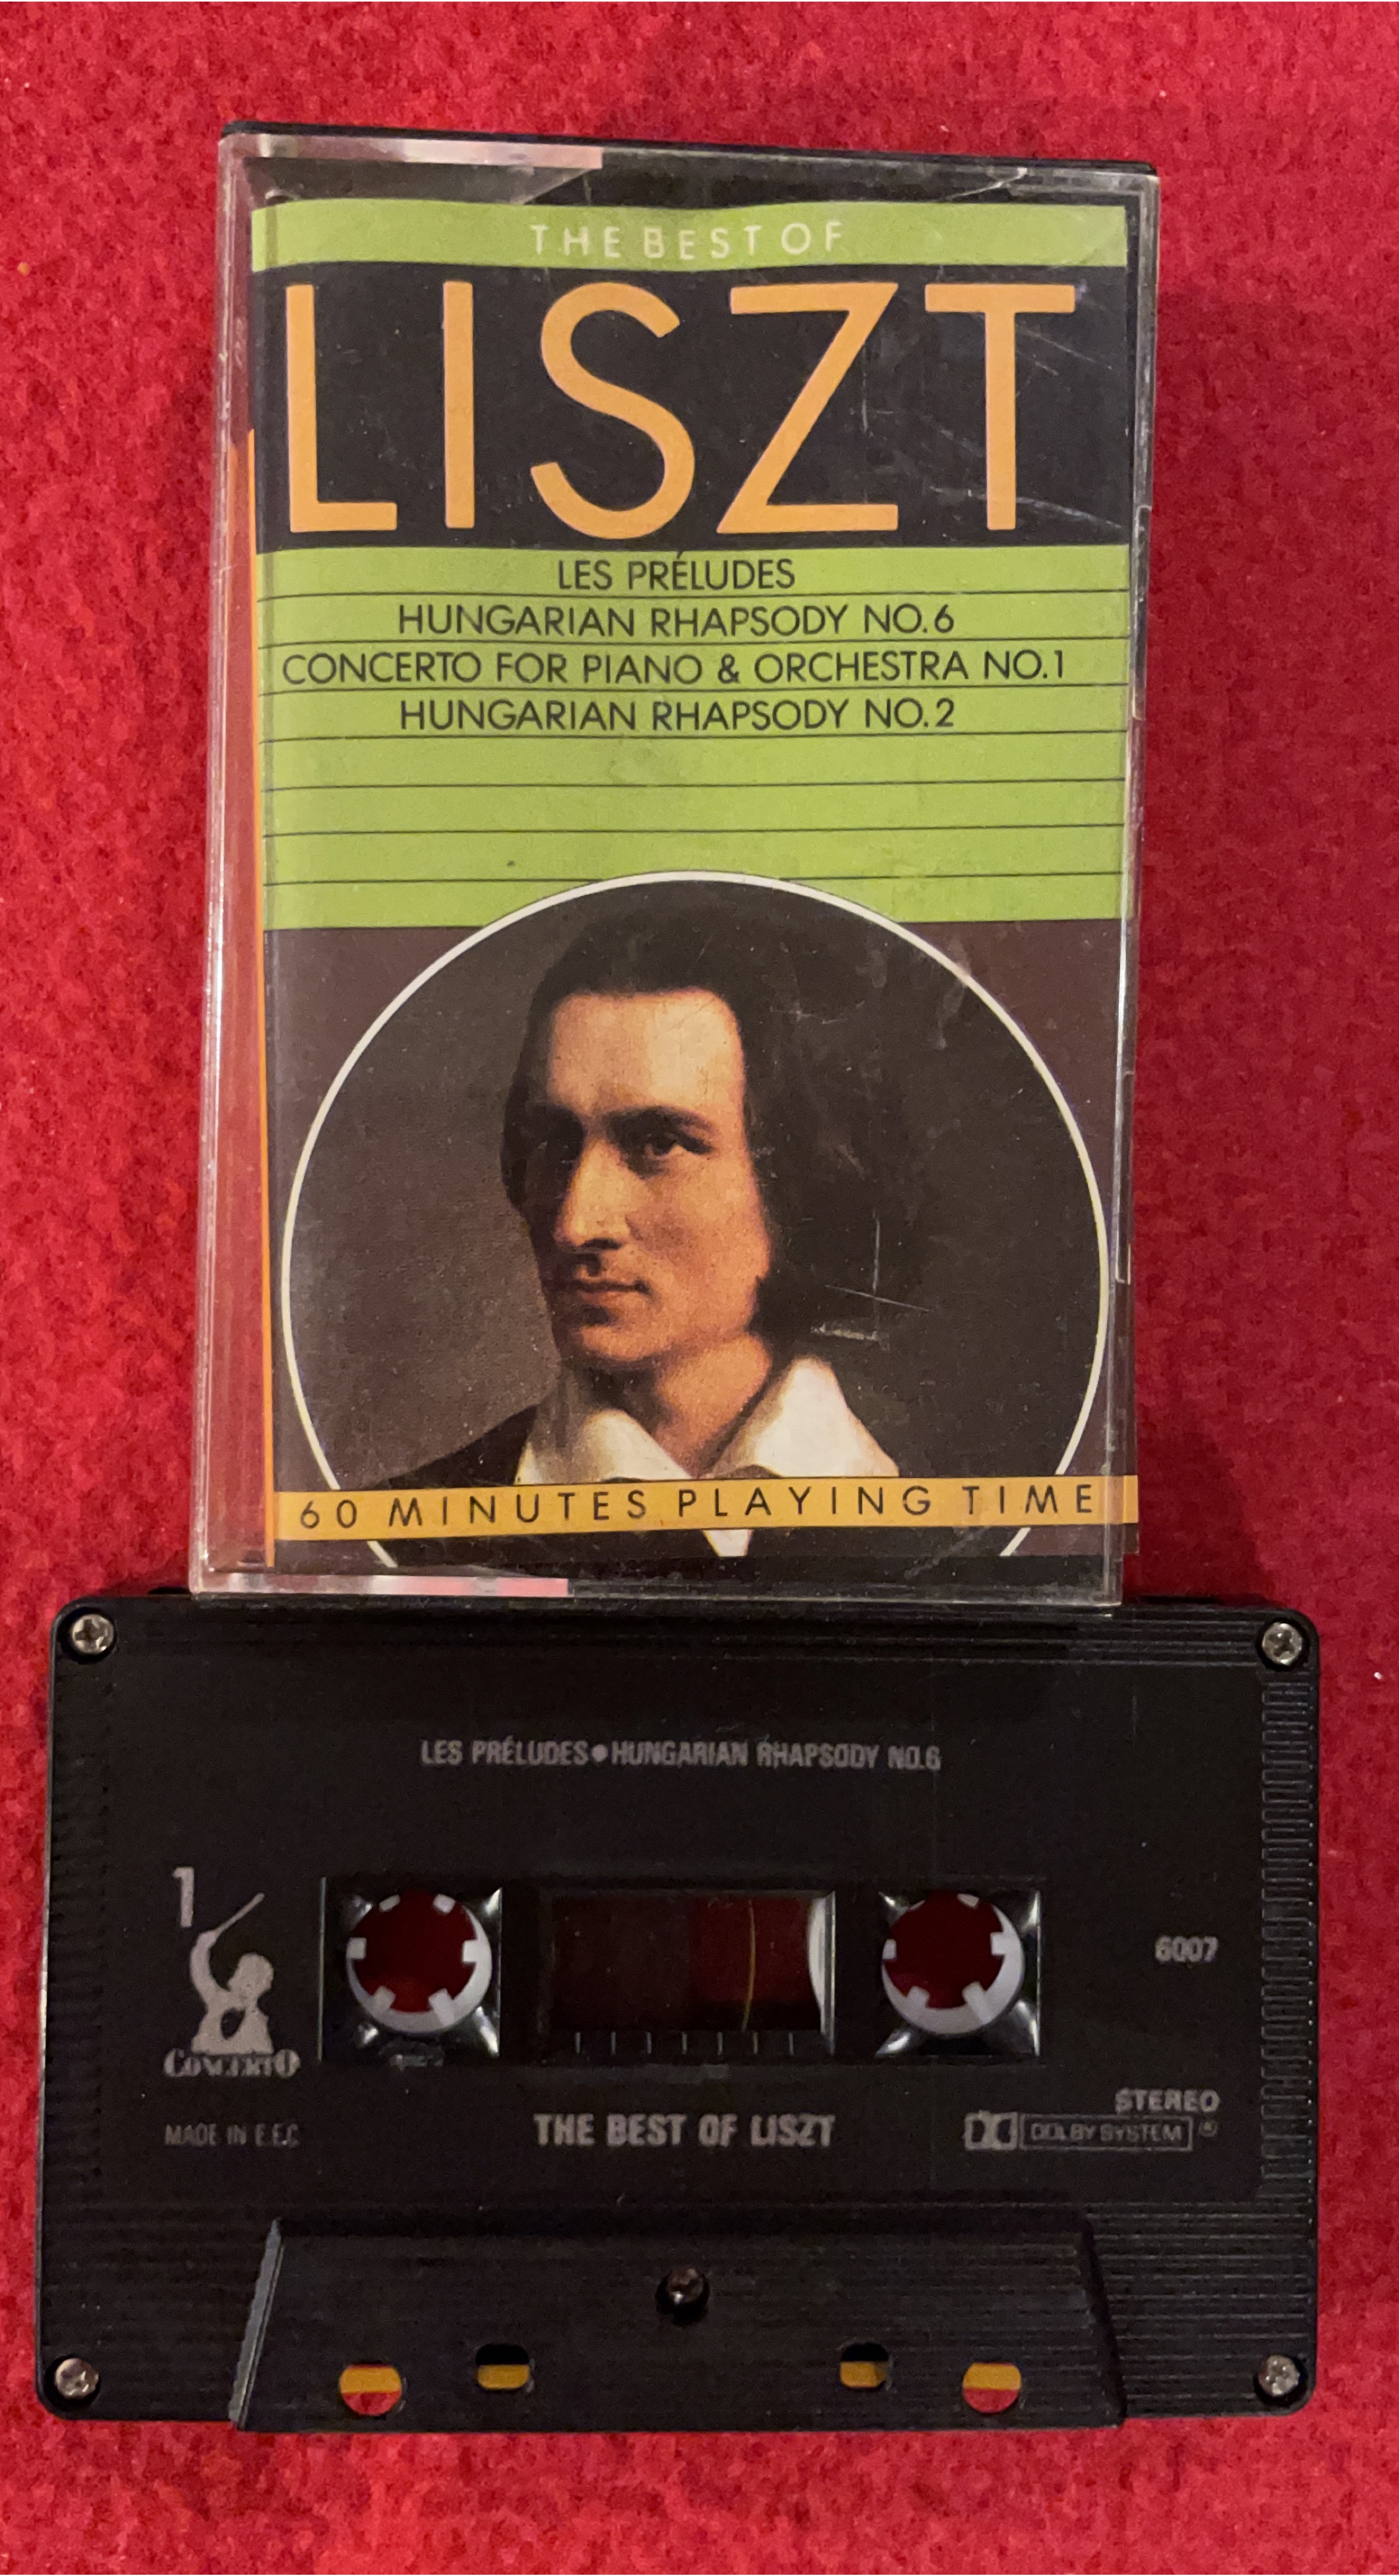 THE BEST OF
LISZT
LES PRÉLUDES
HUNGARIAN RHAPSODY NO.6
CONCERTO FOR PIANO & ORCHESTRA NO.1
HUNGARIAN RHAPSODY NO.2
60 MINUTES PLAYING TIME
LES PRÉLUDES●HUNGARIAN RHAPSODY NO.6
1
6007
CONCERTO
STEREO
MADE IN E.E.C
THE BEST OF LISZT
DOLBY SYSTEM ®